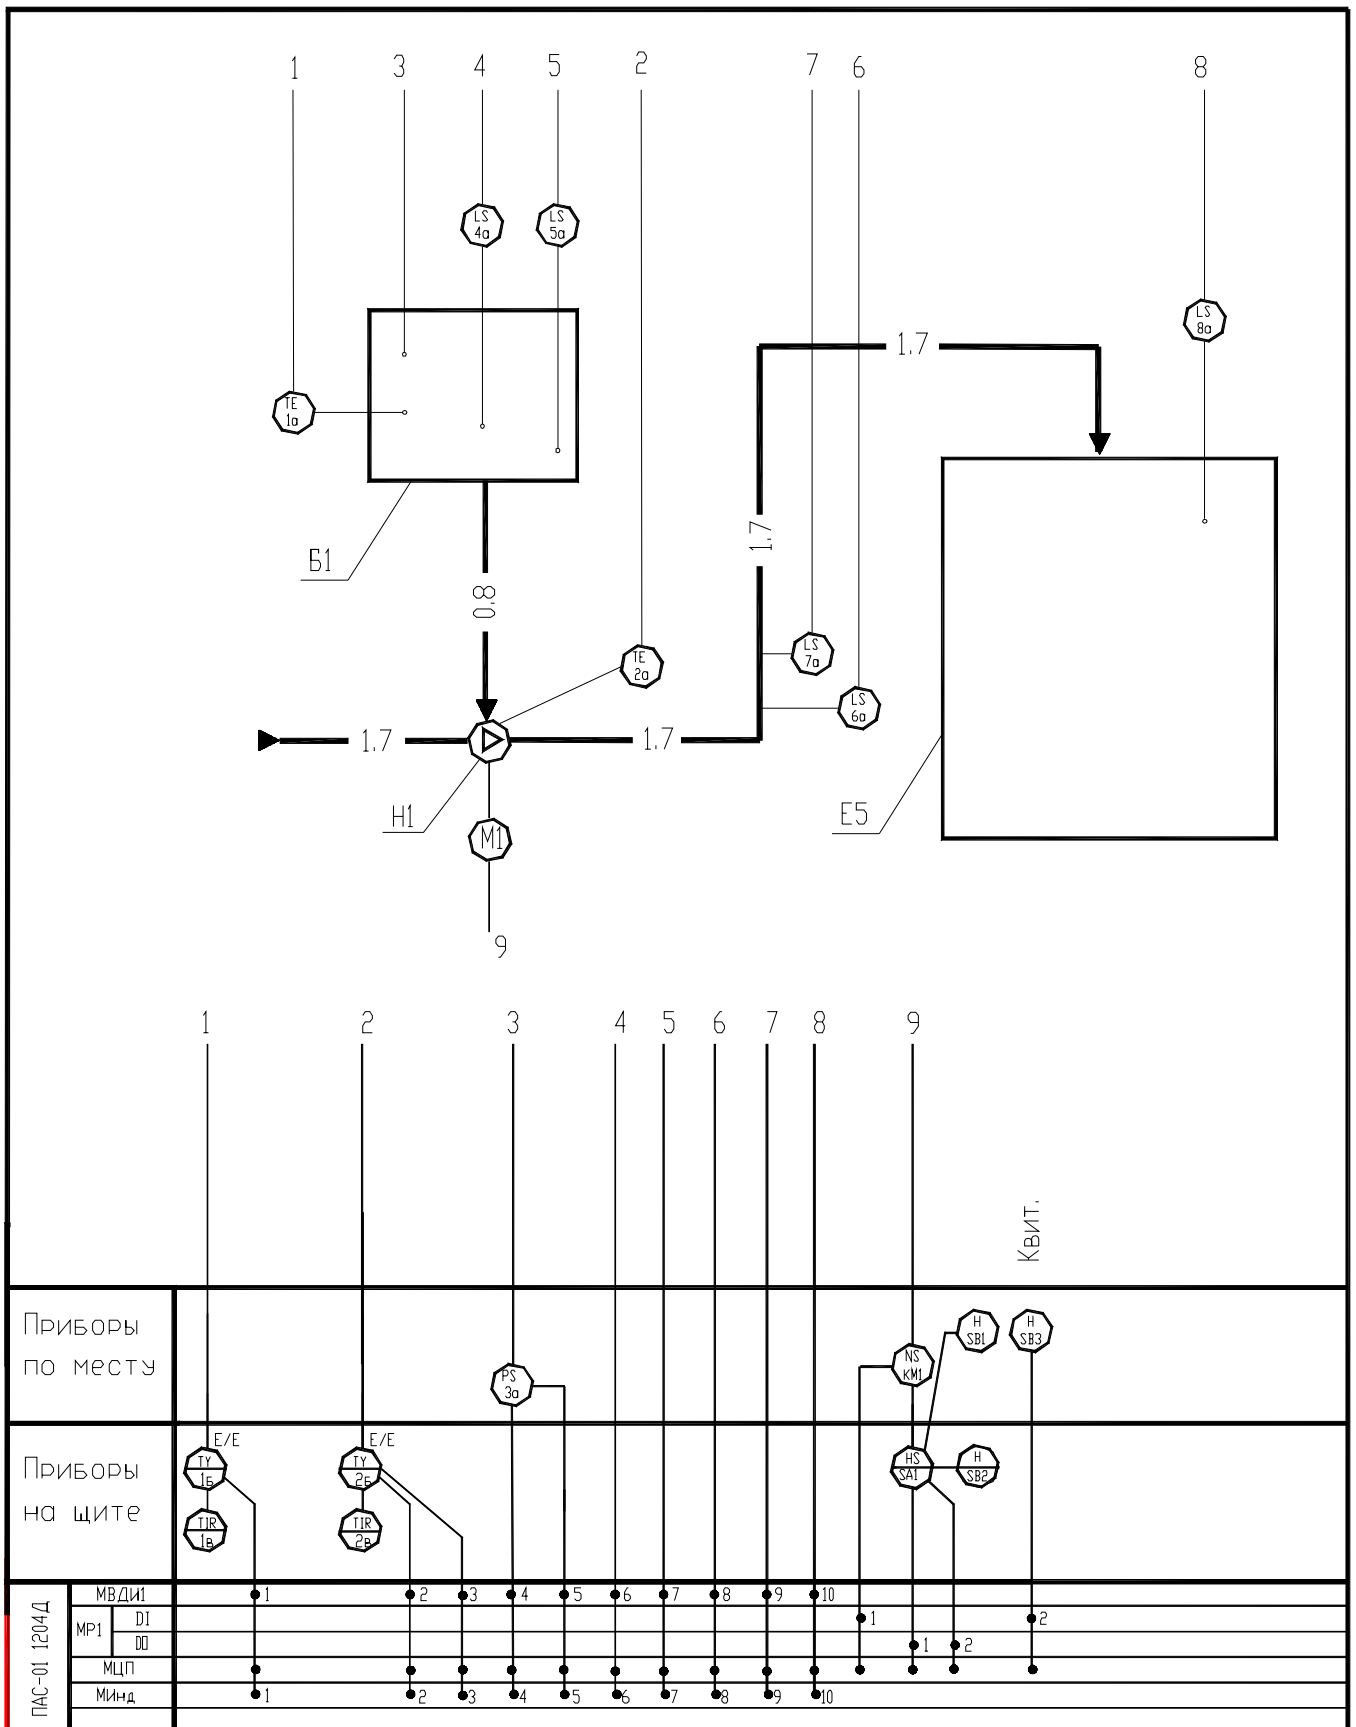 1 3 4 5 2 7 6 8
LS 4а
LS 5а
LS 8а
1.7
TE 1а
1.7
Б1
0.8
LS 7а
TE 2а
LS 6а
1.7
1.7
Н1
Е5
М1
9
1 2 3 4 5 6 7 8 9
Квит.
Приборы
по месту
H SB1
H SB3
NS КМ1
PS 3а
Приборы
на щите
E/E
E/E
TY 1Б
TY 2Б
HS SA1
H SB2
TIR 1В
TIR 2В
ПАС-01 1204Д
МВДИ1 1 2 3 4 5 6 7 8 9 10
МР1
DI 1 2
DO 1 2
МЦП
МИнд 1 2 3 4 5 6 7 8 9 10